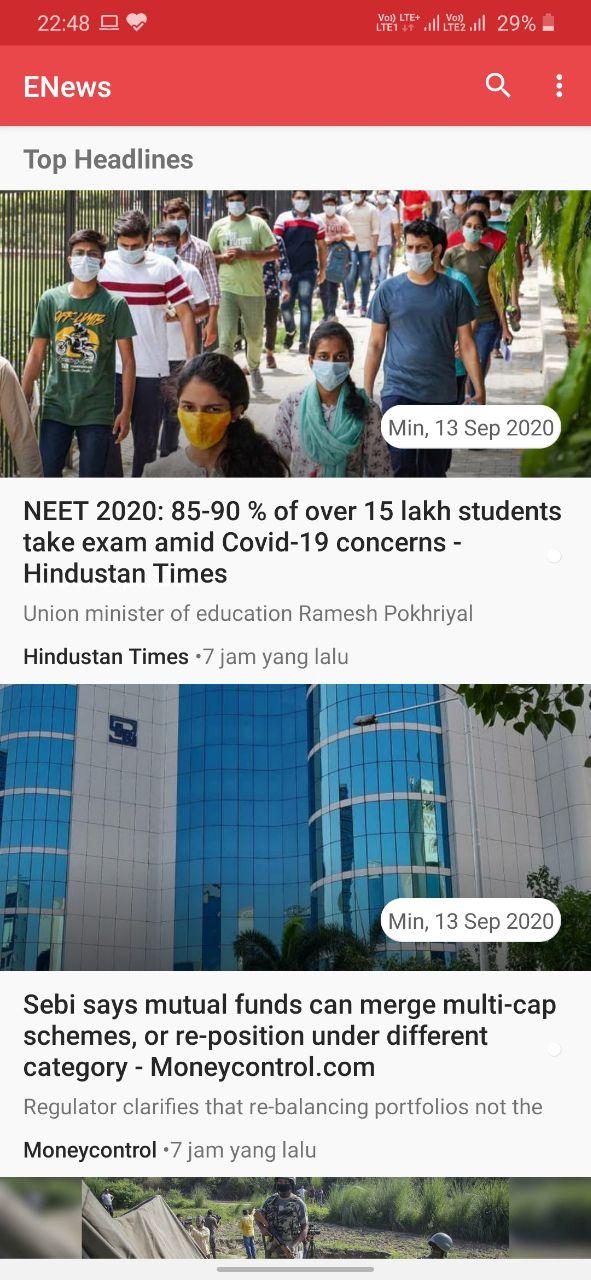 22:48
Vo)) LTE+ Vo))
LTE1 ↓↑ LTE2 29%
ENews
Top Headlines
OFF LIMITS
Min, 13 Sep 2020
NEET 2020: 85-90 % of over 15 lakh students
take exam amid Covid-19 concerns -
Hindustan Times
Union minister of education Ramesh Pokhriyal
Hindustan Times •7 jam yang lalu
Min, 13 Sep 2020
Sebi says mutual funds can merge multi-cap
schemes, or re-position under different
category - Moneycontrol.com
Regulator clarifies that re-balancing portfolios not the
Moneycontrol •7 jam yang lalu